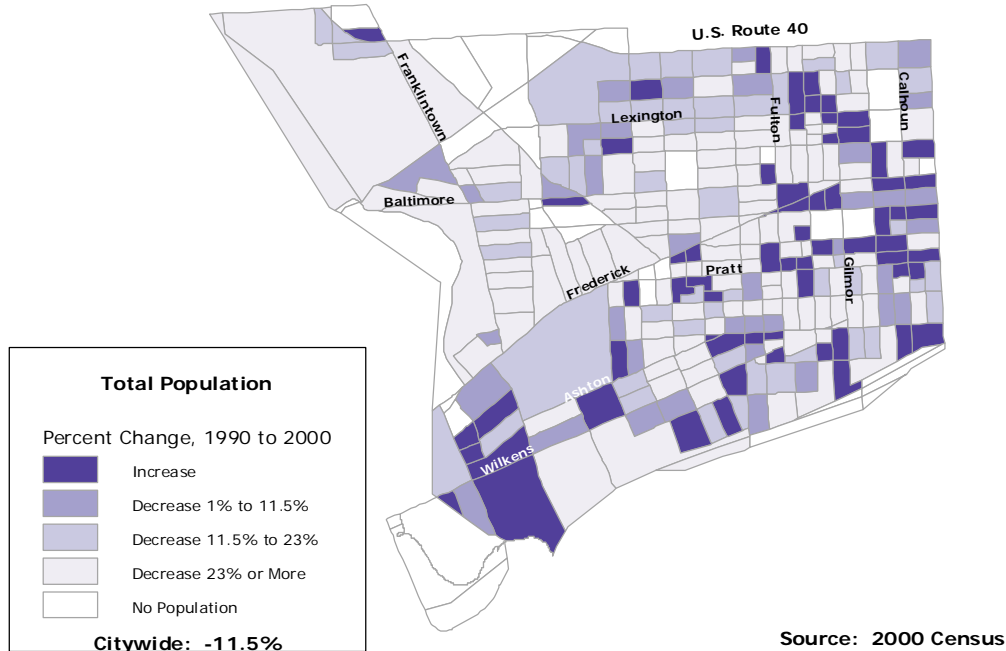 U.S. Route 40
Franklintown
Calhoun
Fulton
Lexington
Baltimore
Frederick
Pratt
Gilmor
Ashton
Wilkens
Total Population
Percent Change, 1990 to 2000
Increase
Decrease 1% to 11.5%
Decrease 11.5% to 23%
Decrease 23% or More
No Population
Citywide: -11.5%
Source: 2000 Census